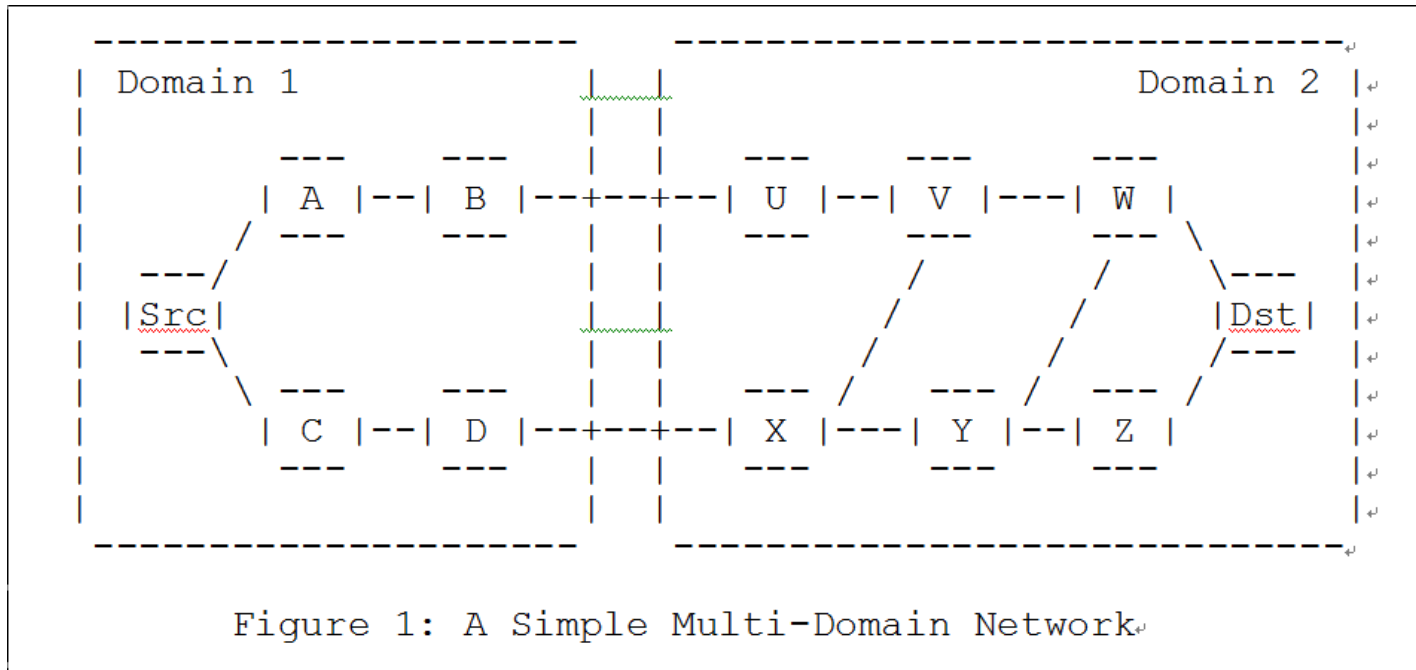 ---------------------     -----------------------------
| Domain 1            |  |                    Domain 2 |
|                     |  |                             |
|        ---    ---   |  |   ---    ---     ---        |
|       | A |--| B |--+--+--| U |--| V |---| W |       |
|      / ---    ---   |  |   ---    ---     --- \      |
|  ---/               |  |          /       /    \---  |
| |Src|               |  |         /       /     |Dst| |
|  ---\               |  |        /       /      /---  |
|      \ ---    ---   |  |   --- /   --- /  --- /      |
|       | C |--| D |--+--+--| X |---| Y |--| Z |       |
|        ---    ---   |  |   ---     ---    ---        |
|                     |  |                             |
 ---------------------     -----------------------------
Figure 1: A Simple Multi-Domain Network